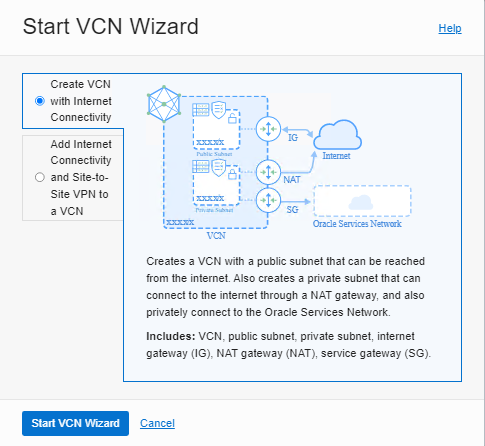 Start VCN Wizard
Help
Create VCN
with Internet
Connectivity
Add Internet
Connectivity
and Site-to-
Site VPN to
a VCN
XXXXX
Public Subnet
XXXXX
Private Subnet
XXXXX
VCN
IG
Internet
NAT
SG
Oracle Services Network
Creates a VCN with a public subnet that can be reached
from the internet. Also creates a private subnet that can
connect to the internet through a NAT gateway, and also
privately connect to the Oracle Services Network.
Includes: VCN, public subnet, private subnet, internet
gateway (IG), NAT gateway (NAT), service gateway (SG).
Start VCN Wizard
Cancel